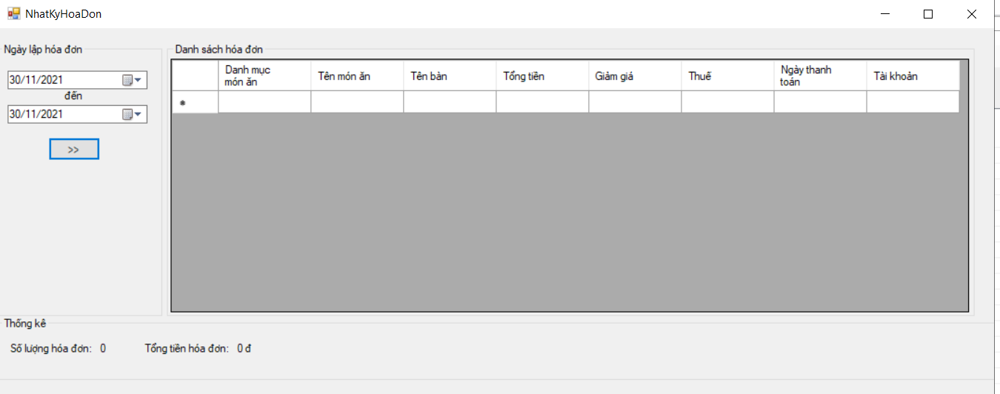 NhatKyHoaDon
Ngày lập hóa đơn
30/11/2021
đến
30/11/2021
>>
Danh sách hóa đơn
Danh mục
món ăn
Tên món ăn
Tên bàn
Tổng tiền
Giảm giá
Thuế
Ngày thanh
toán
Tài khoản
*
Thống kê
Số lượng hóa đơn: 0
Tổng tiền hóa đơn: 0 đ